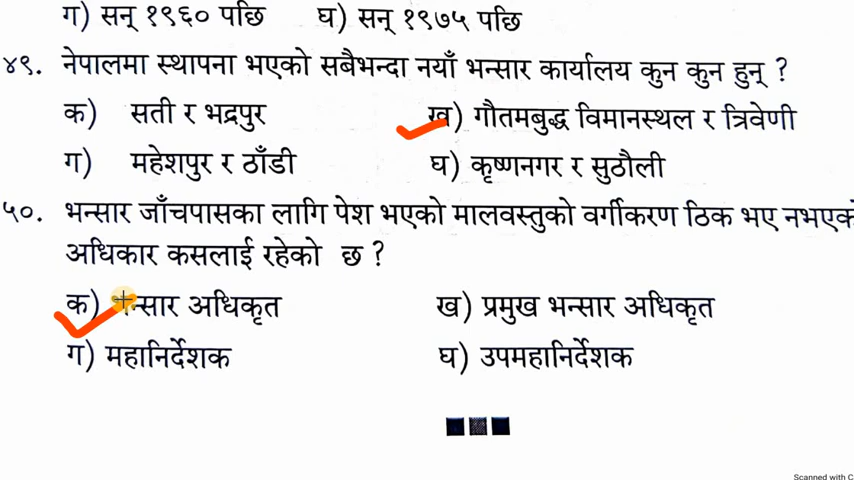 ग) सन् १९६० पछि घ) सन् १९७५ पछि
४९. नेपालमा स्थापना भएको सबैभन्दा नयाँ भन्सार कार्यालय कुन कुन हुन् ?
क) सती र भद्रपुर ख) गौतमबुद्ध विमानस्थल र त्रिवेणी
ग) महेशपुर र ठाँडी घ) कृष्णनगर र सुठौली
५०. भन्सार जाँचपासका लागि पेश भएको मालवस्तुको वर्गीकरण ठिक भए नभएको
अधिकार कसलाई रहेको छ ?
क) भन्सार अधिकृत ख) प्रमुख भन्सार अधिकृत
ग) महानिर्देशक घ) उपमहानिर्देशक
Scanned with C